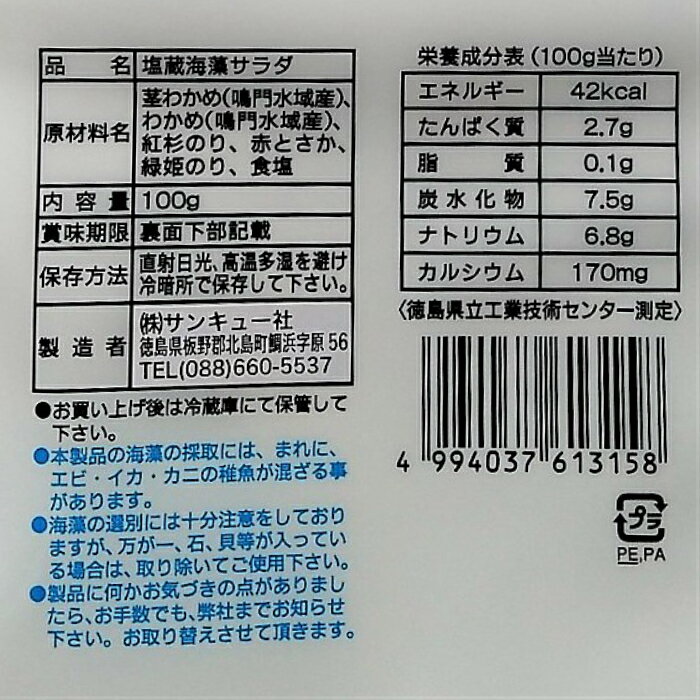 品名 塩蔵海藻サラダ
原材料名 茎わかめ(鳴門水域産)、
わかめ(鳴門水域産)、
紅杉のり、赤とさか、
緑姫のり、食塩
内容量 100g
賞味期限 裏面下部記載
保存方法 直射日光、高温多湿を避け
冷暗所で保存して下さい。
製造者 (株)サンキュー社
徳島県板野郡北島町鯛浜字原56
TEL(088)660-5537
●お買い上げ後は冷蔵庫にて保管して
下さい。
●本製品の海藻の採取には、まれに、
エビ・イカ・カニの稚魚が混ざる事
があります。
●海藻の選別には十分注意をしており
ますが、万が一、石、貝等が入ってい
る場合は、取り除いてご使用下さい。
●製品に何かお気づきの点がありまし
たら、お手数でも、弊社までお知らせ
下さい。お取り替えさせて頂きます。
栄養成分表(100g当たり)
エネルギー 42kcal
たんぱく質 2.7g
脂質 0.1g
炭水化物 7.5g
ナトリウム 6.8g
カルシウム 170mg
〈徳島県立工業技術センター測定〉
4 994037 613158
プラ
PE,PA